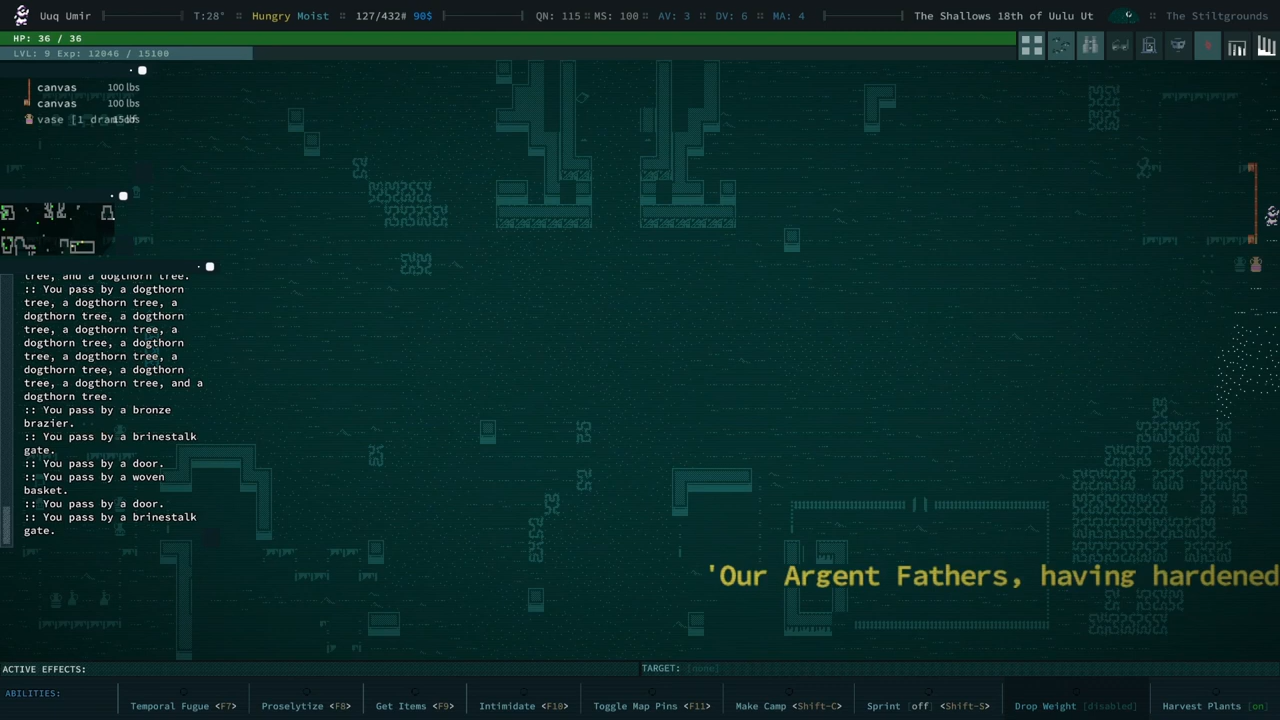 Uuq Umir T:28° :: Hungry Moist :: 127/432# 90$ QN: 115 :: MS: 100 :: AV: 3 :: DV: 6 :: MA: 4 The Shallows 18th of Uulu Ut :: The Stiltgrounds
HP: 36 / 36
LVL: 9 Exp: 12046 / 15100
canvas 100 lbs
canvas 100 lbs
vase [1 dram of
tree, and a dogthorn tree.
:: You pass by a dogthorn
tree, a dogthorn tree, a
dogthorn tree, a dogthorn
tree, a dogthorn tree, a
dogthorn tree, a dogthorn
tree, a dogthorn tree, a
dogthorn tree, a dogthorn
tree, a dogthorn tree, and a
dogthorn tree.
:: You pass by a bronze
brazier.
:: You pass by a brinestalk
gate.
:: You pass by a door.
:: You pass by a woven
basket.
:: You pass by a door.
:: You pass by a brinestalk
gate.
'Our Argent Fathers, having hardened
ACTIVE EFFECTS: TARGET: [none]
ABILITIES: Temporal Fugue <F7> Proselytize <F8> Get Items <F9> Intimidate <F10> Toggle Map Pins <F11> Make Camp <Shift-C> Sprint [off] <Shift-S> Drop Weight [disabled] Harvest Plants [on]